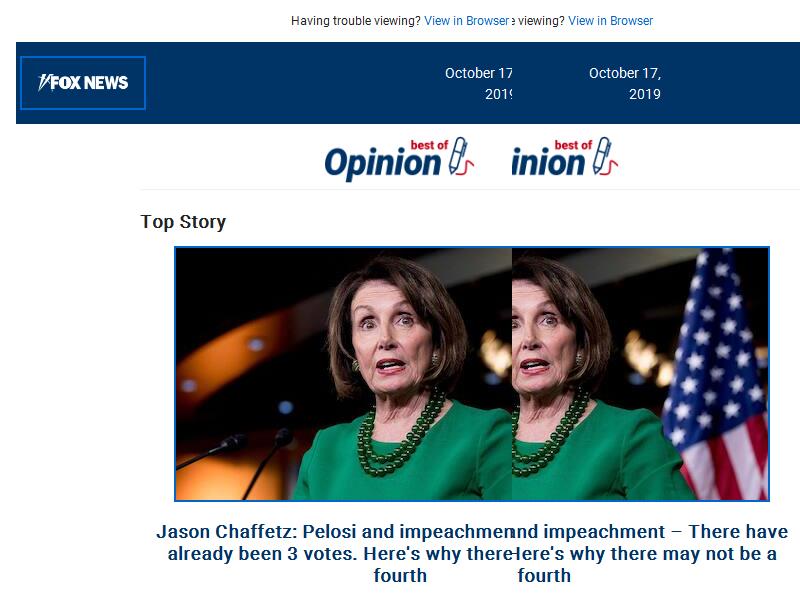 Having trouble viewing? View in Browser e viewing? View in Browser
FOX NEWS
October 17 October 17,
2019 2019
best of best of
Opinion inion
Top Story
Jason Chaffetz: Pelosi and impeachmen nd impeachment – There have
already been 3 votes. Here's why there Here's why there may not be a
fourth fourth